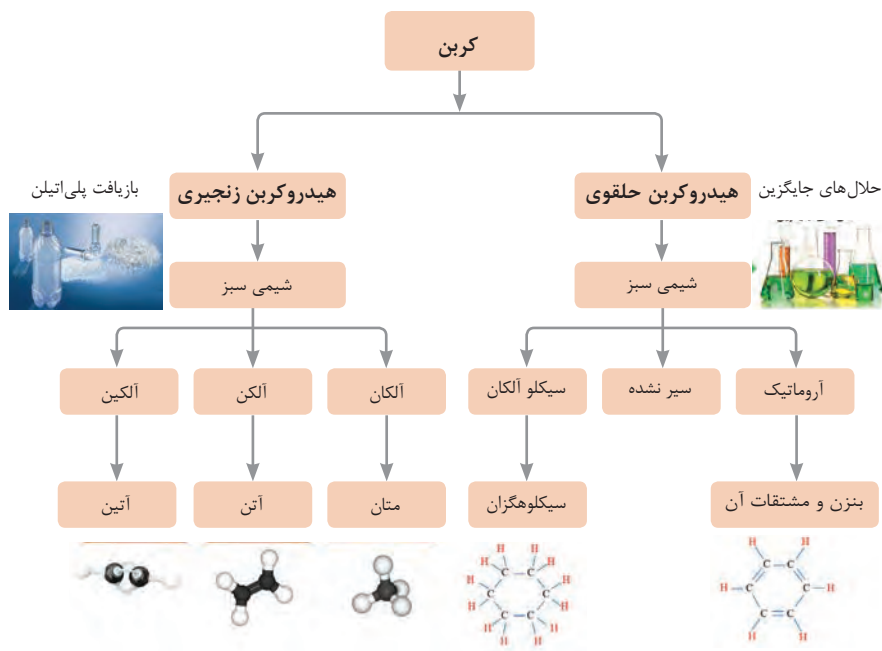 کربن
حلال‌های جایگزین
هیدروکربن حلقوی
هیدروکربن زنجیری
بازیافت پلی‌اتیلن
شیمی سبز
شیمی سبز
آروماتیک
سیر نشده
سیکلو آلکان
آلکان
آلکن
آلکین
بنزن و مشتقات آن
سیکلوهگزان
متان
آتن
آتین
H H
C C
H C C H
C C
H H
H H H H
H C C H
H C C H
H C C H
H H H H